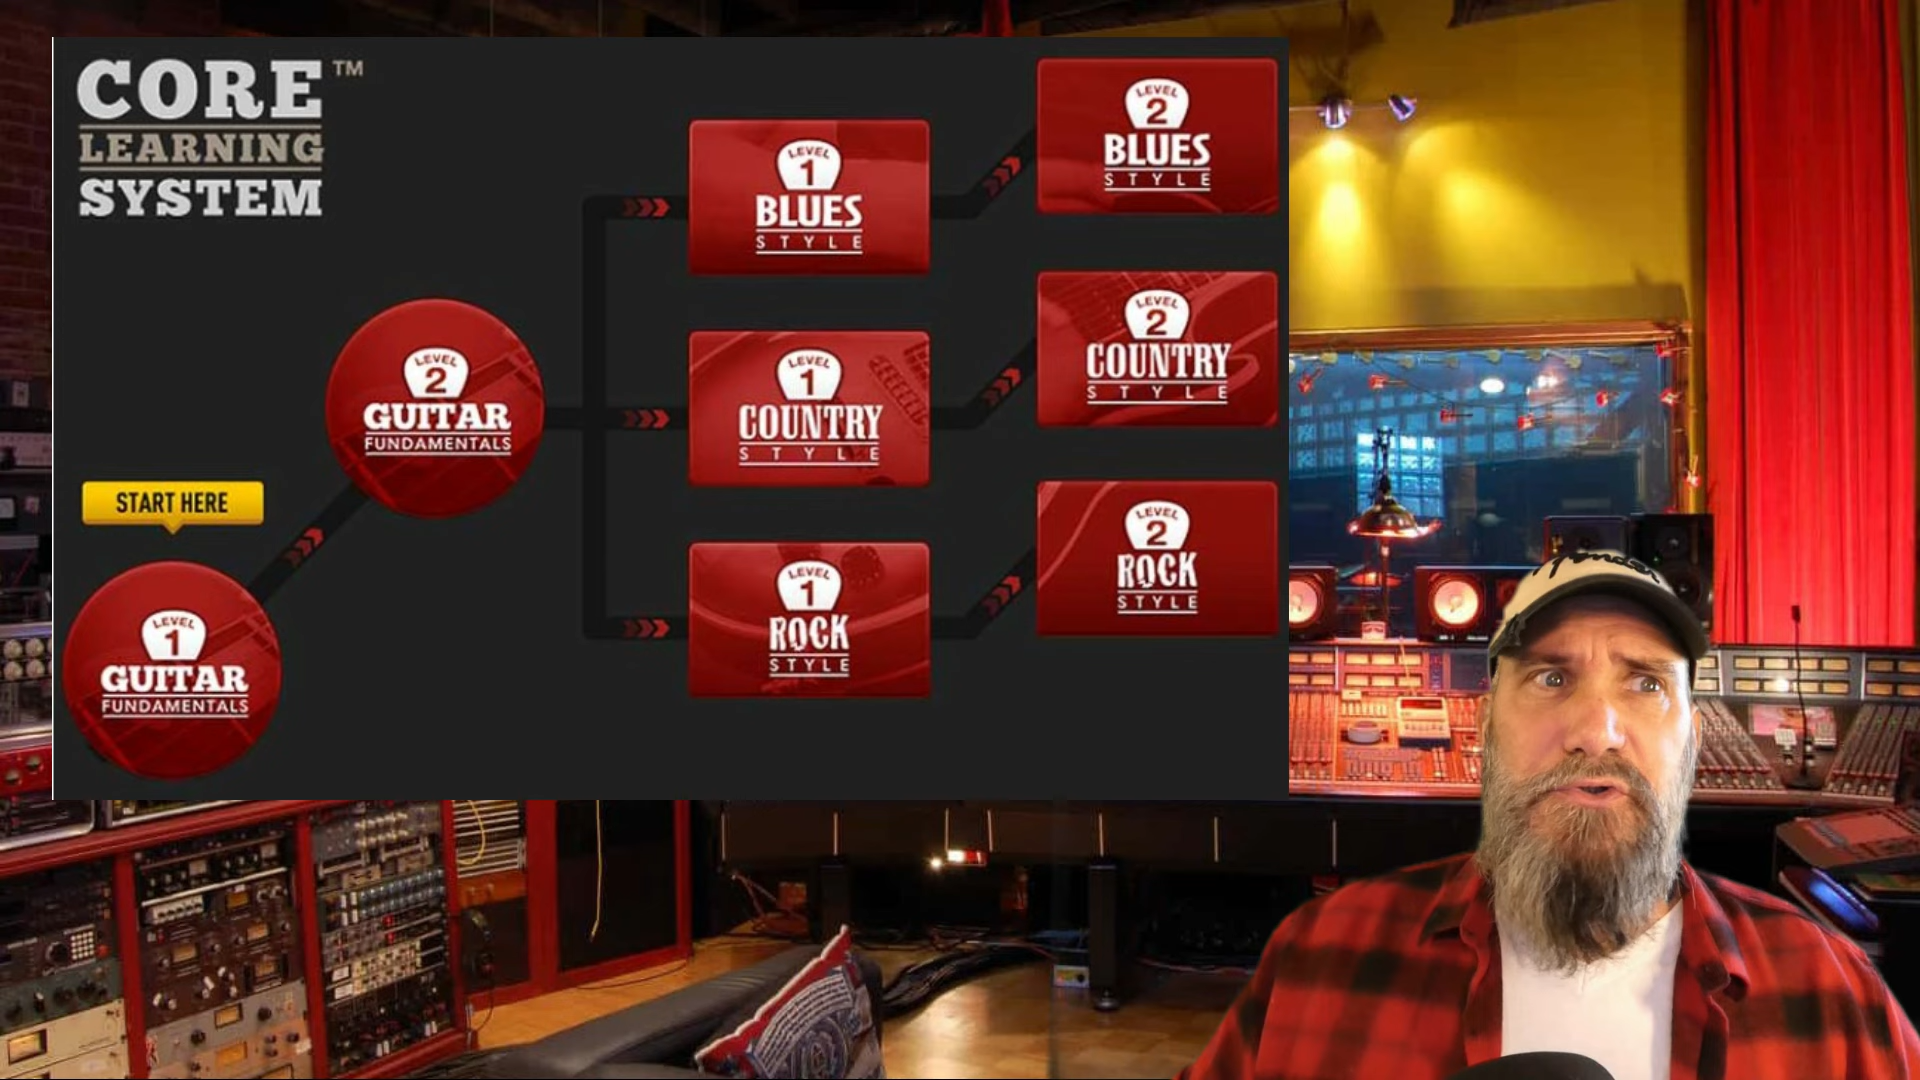 CORE™
LEARNING
SYSTEM
START HERE
LEVEL
1
GUITAR
FUNDAMENTALS
LEVEL
2
GUITAR
FUNDAMENTALS
LEVEL
1
BLUES
STYLE
LEVEL
2
BLUES
STYLE
LEVEL
1
COUNTRY
STYLE
LEVEL
2
COUNTRY
STYLE
LEVEL
1
ROCK
STYLE
LEVEL
2
ROCK
STYLE
Fender